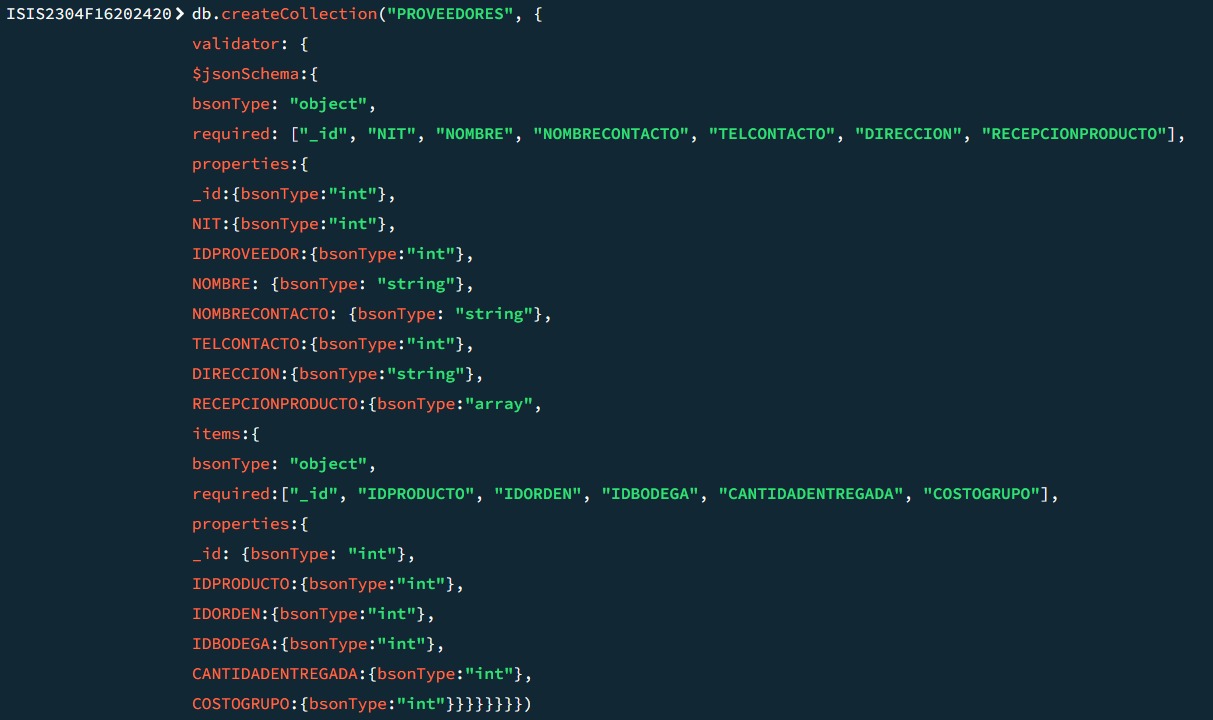 ISIS2304F16202420> db.createCollection("PROVEEDORES", {
validator: {
$jsonSchema:{
bsonType: "object",
required: ["_id", "NIT", "NOMBRE", "NOMBRECONTACTO", "TELCONTACTO", "DIRECCION", "RECEPCIONPRODUCTO"],
properties:{
_id:{bsonType:"int"},
NIT:{bsonType:"int"},
IDPROVEEDOR:{bsonType:"int"},
NOMBRE: {bsonType: "string"},
NOMBRECONTACTO: {bsonType: "string"},
TELCONTACTO:{bsonType:"int"},
DIRECCION:{bsonType:"string"},
RECEPCIONPRODUCTO:{bsonType:"array",
items:{
bsonType: "object",
required:["_id", "IDPRODUCTO", "IDORDEN", "IDBODEGA", "CANTIDADENTREGADA", "COSTOGRUPO"],
properties:{
_id: {bsonType: "int"},
IDPRODUCTO:{bsonType:"int"},
IDORDEN:{bsonType:"int"},
IDBODEGA:{bsonType:"int"},
CANTIDADENTREGADA:{bsonType:"int"},
COSTOGRUPO:{bsonType:"int"}}}}}}}})